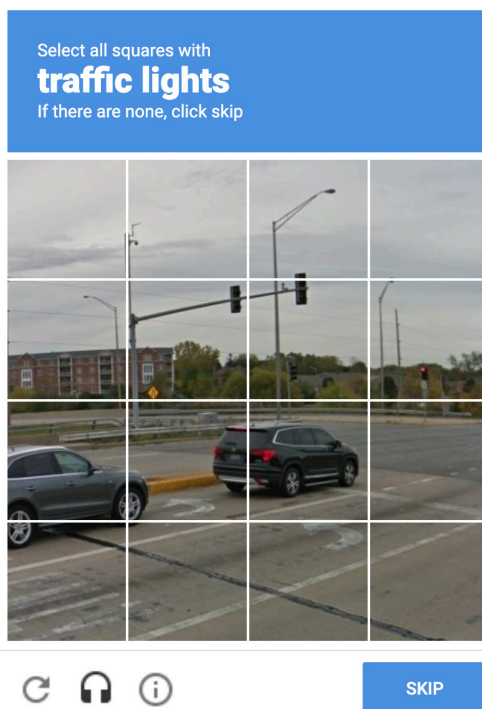 Select all squares with
traffic lights
If there are none, click skip
SKIP